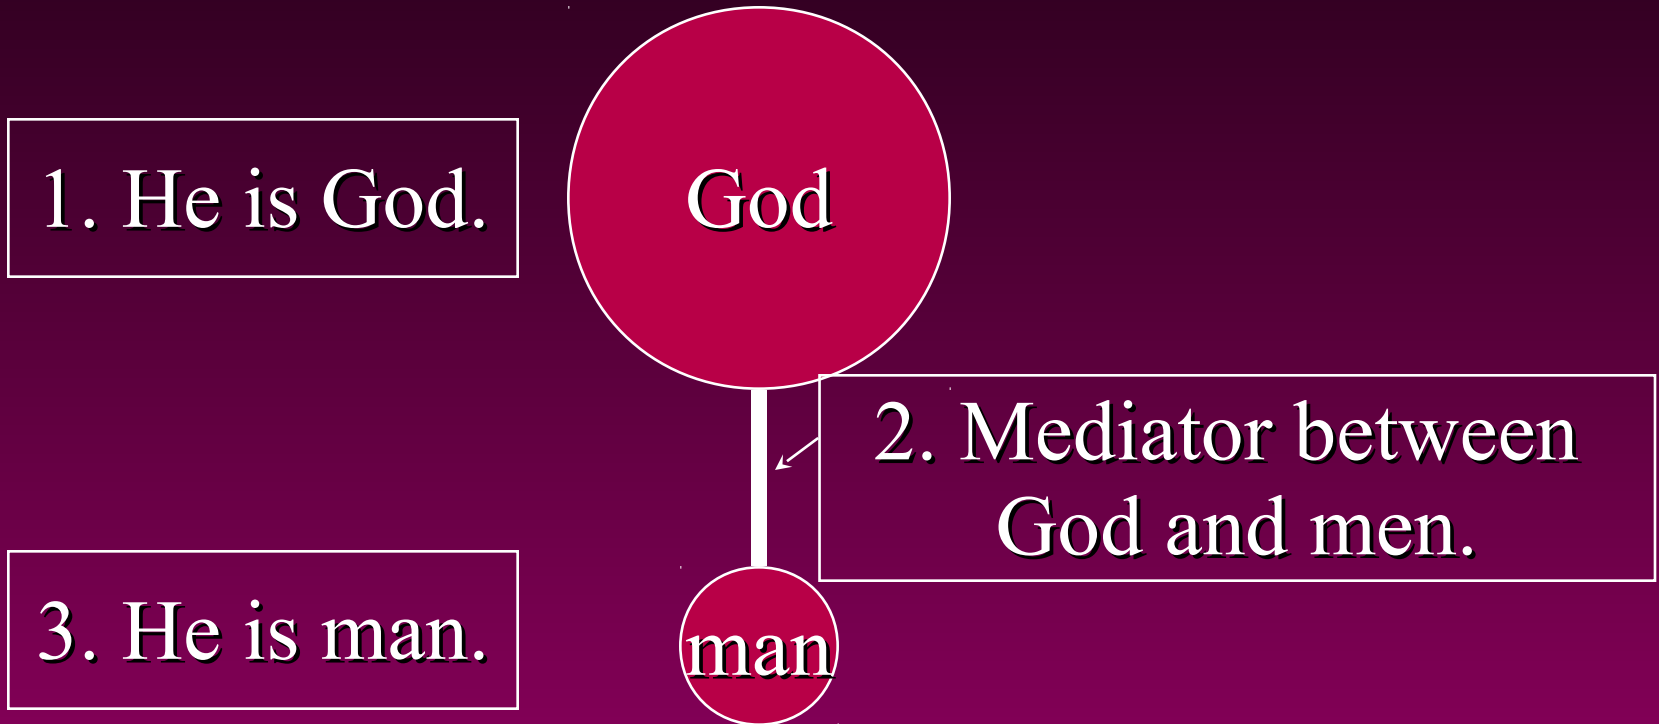 1. He is God.
God
2. Mediator between
God and men.
3. He is man.
man